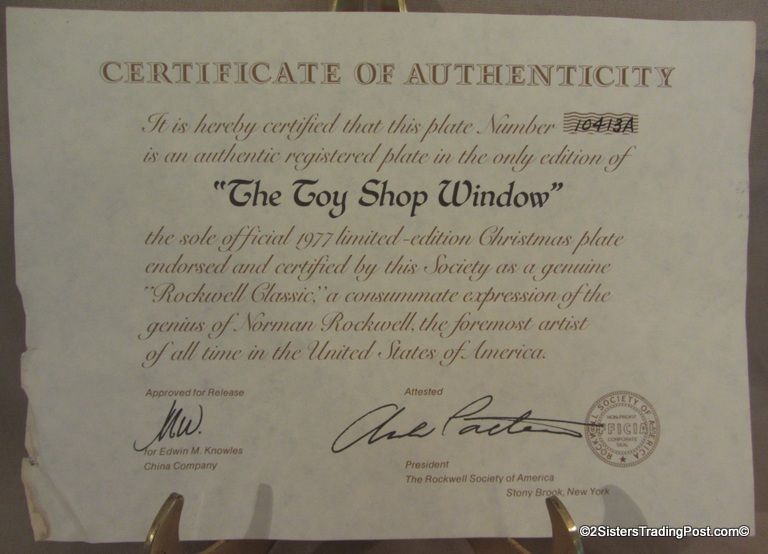 CERTIFICATE OF AUTHENTICITY
It is hereby certified that this plate Number 10413A
is an authentic registered plate in the only edition of
"The Toy Shop Window"
the sole official 1977 limited-edition Christmas plate
endorsed and certified by this Society as a genuine
"Rockwell Classic," a consummate expression of the
genius of Norman Rockwell, the foremost artist
of all time in the United States of America.
Approved for Release
Attested
for Edwin M. Knowles
China Company
President
The Rockwell Society of America
Stony Brook, New York
ROCKWELL SOCIETY OF AMERICA
NON-PROFIT
OFFICIAL
CORPORATE
SEAL
©2SistersTradingPost.com©